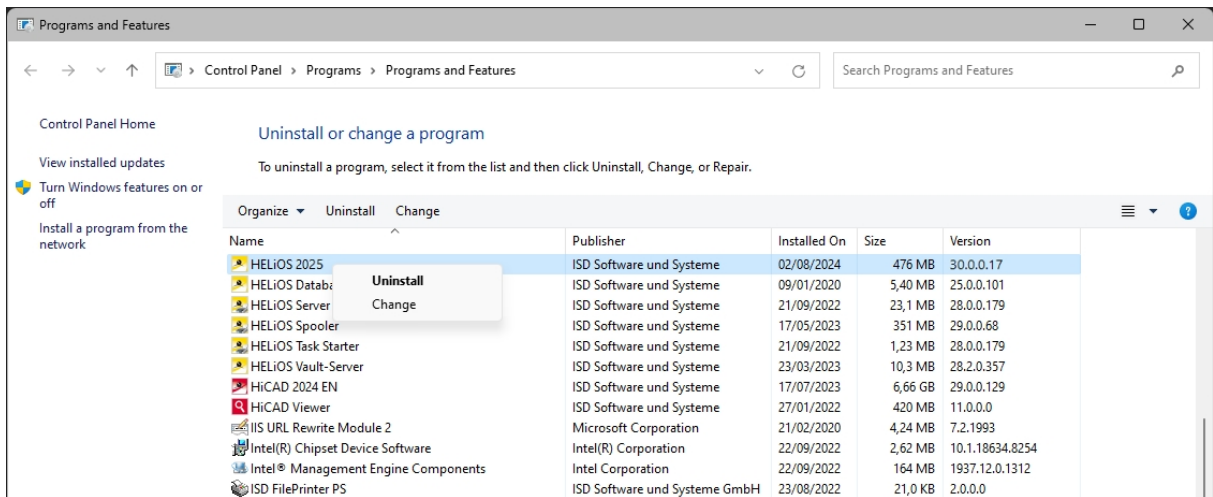 Programs and Features
Control Panel > Programs > Programs and Features
Search Programs and Features
Control Panel Home
View installed updates
Turn Windows features on or
off
Install a program from the
network
Uninstall or change a program
To uninstall a program, select it from the list and then click Uninstall, Change, or Repair.
Organize Uninstall Change
Name Publisher Installed On Size Version
HELiOS 2025 ISD Software und Systeme 02/08/2024 476 MB 30.0.0.17
HELiOS Databa ISD Software und Systeme 09/01/2020 5,40 MB 25.0.0.101
HELiOS Server ISD Software und Systeme 21/09/2022 23,1 MB 28.0.0.179
HELiOS Spooler ISD Software und Systeme 17/05/2023 351 MB 29.0.0.68
HELiOS Task Starter ISD Software und Systeme 21/09/2022 1,23 MB 28.0.0.179
HELiOS Vault-Server ISD Software und Systeme 23/03/2023 10,3 MB 28.2.0.357
HiCAD 2024 EN ISD Software und Systeme 17/07/2023 6,66 GB 29.0.0.129
HiCAD Viewer ISD Software und Systeme 27/01/2022 420 MB 11.0.0.0
IIS URL Rewrite Module 2 Microsoft Corporation 21/02/2020 4,24 MB 7.2.1993
Intel(R) Chipset Device Software Intel(R) Corporation 22/09/2022 2,62 MB 10.1.18634.8254
Intel® Management Engine Components Intel Corporation 22/09/2022 164 MB 1937.12.0.1312
ISD FilePrinter PS ISD Software und Systeme GmbH 23/08/2022 21,0 KB 2.0.0.0
Uninstall
Change